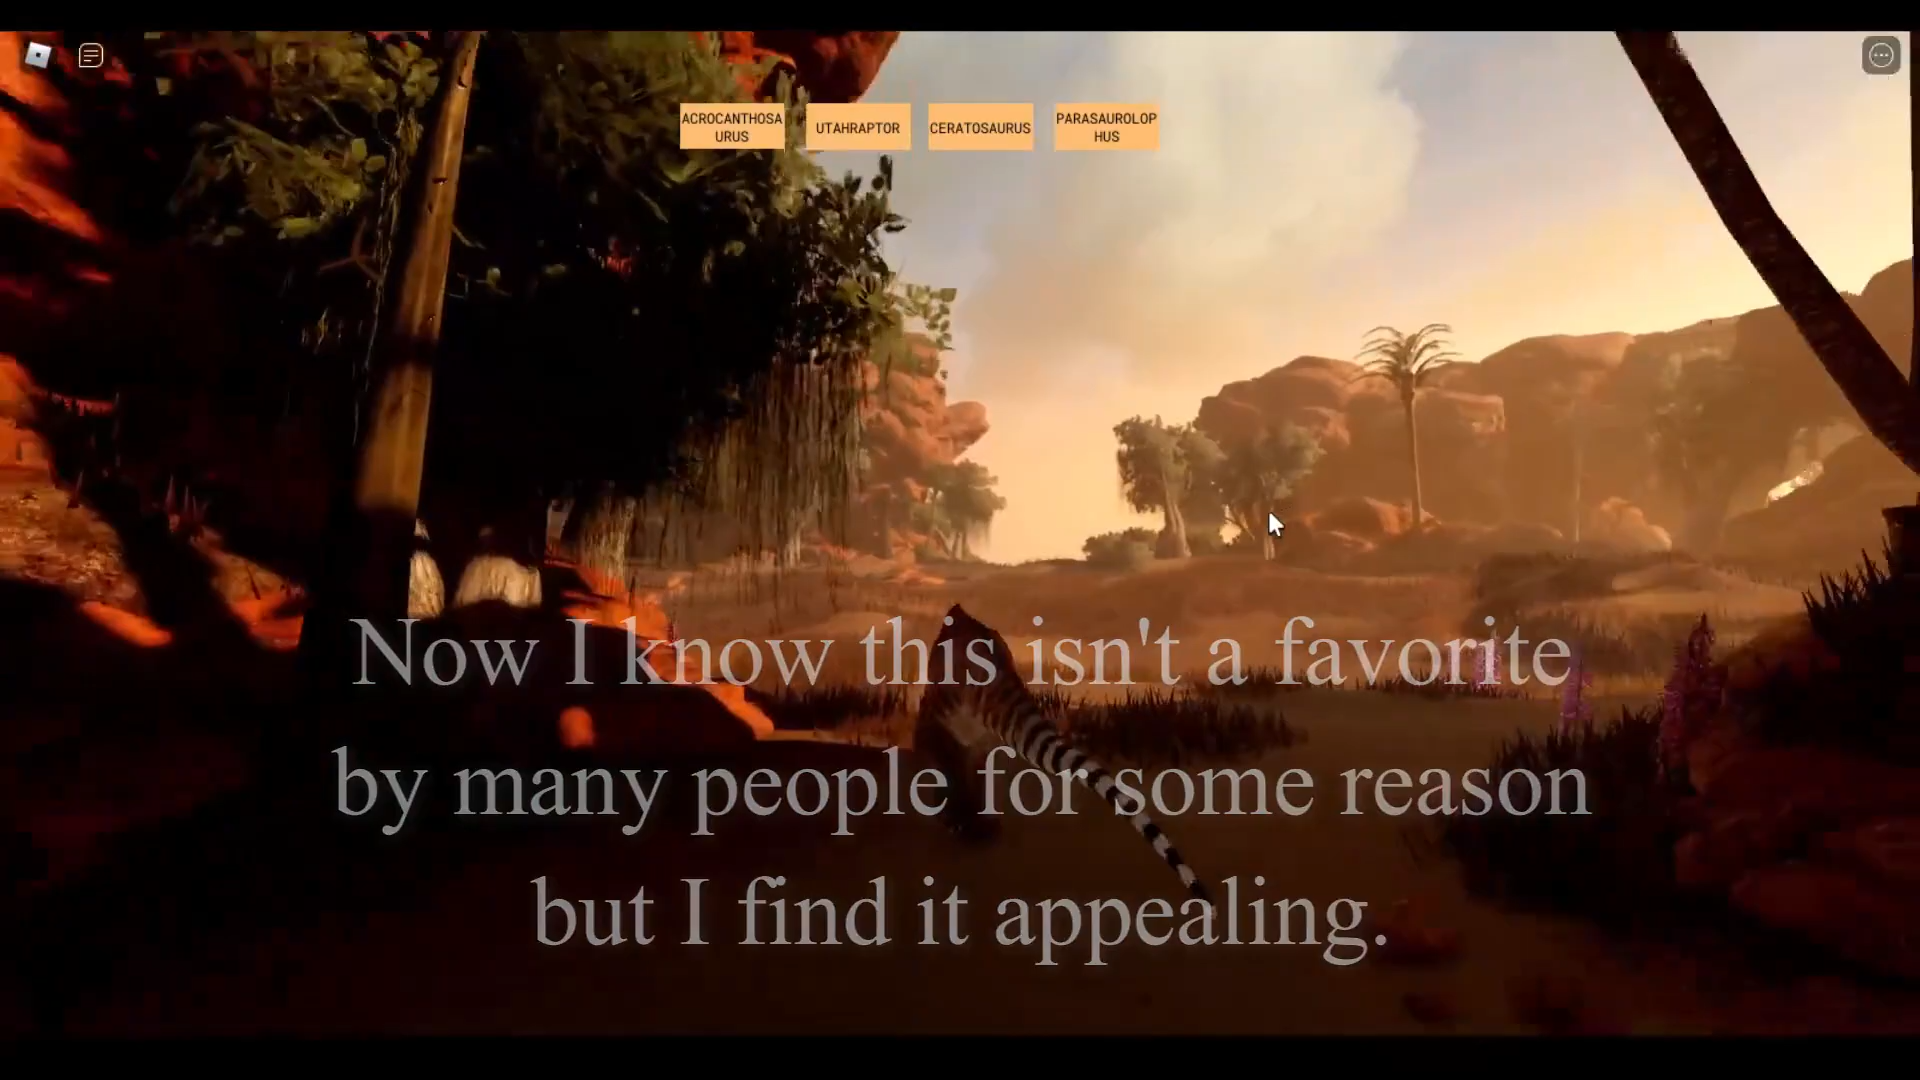 ACROCANTHOSA
URUS
UTAHRAPTOR
CERATOSAURUS
PARASAUROLOP
HUS
Now I know this isn't a favorite
by many people for some reason
but I find it appealing.